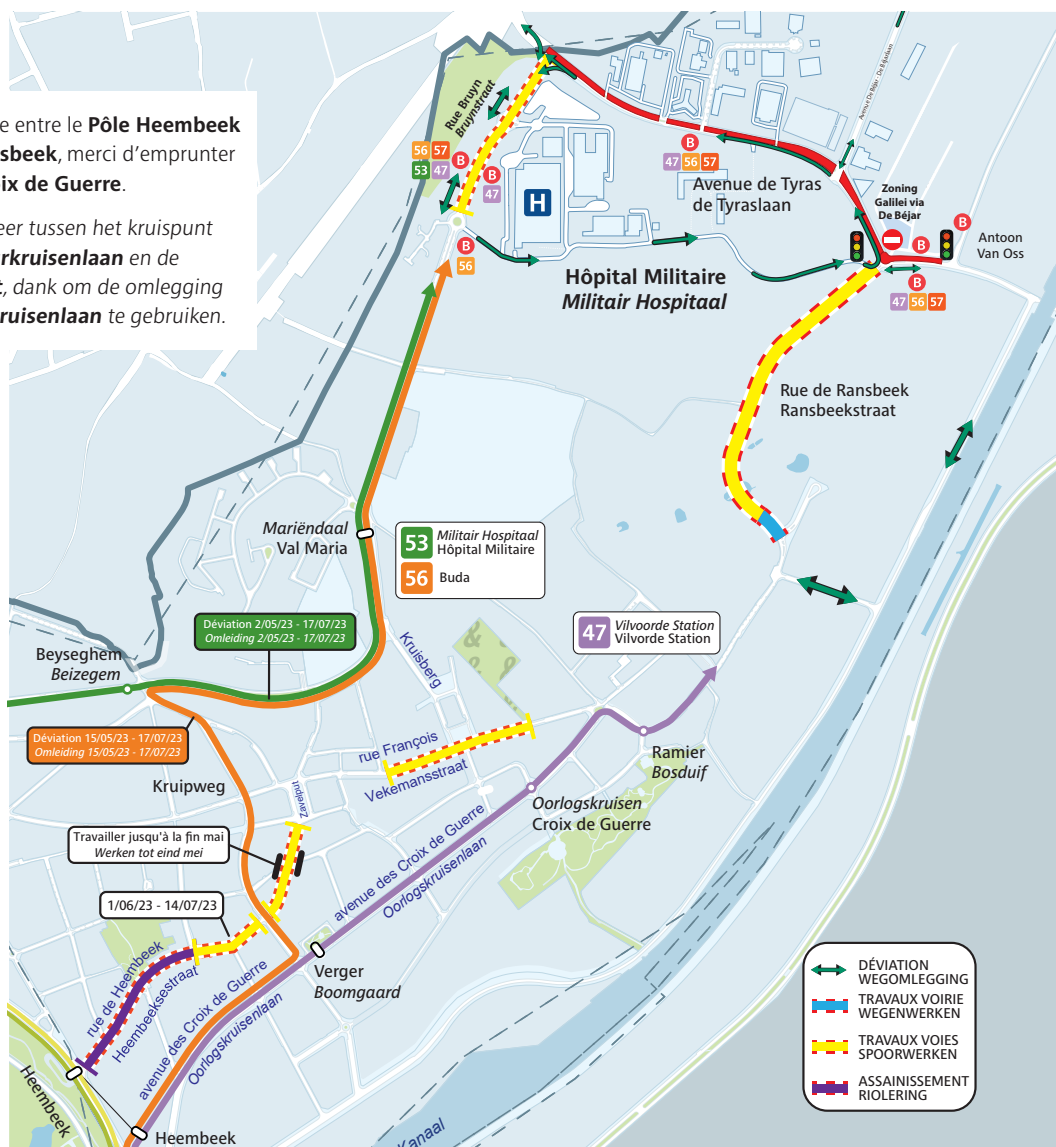 e entre le Pôle Heembeek
sbeek, merci d'emprunter
ix de Guerre.
eer tussen het kruispunt
rkruisenlaan en de
t, dank om de omlegging
kruisenlaan te gebruiken.
Rue Bruyn
Bruynstraat
56 57
53 47
B
B
47
B
56
H
B
47 56 57
Avenue de Tyras
de Tyraslaan
Avenue De Béjar - De Béjarlaan
Zoning
Galilei via
De Béjar
B
B
Antoon
Van Oss
B
47 56 57
Hôpital Militaire
Militair Hospitaal
Rue de Ransbeek
Ransbeekstraat
Mariëndaal
Val Maria
53 Militair Hospitaal
Hôpital Militaire
56 Buda
47 Vilvoorde Station
Vilvorde Station
Déviation 2/05/23 - 17/07/23
Omleiding 2/05/23 - 17/07/23
Beyseghem
Beizegem
Kruisberg
&
Déviation 15/05/23 - 17/07/23
Omleiding 15/05/23 - 17/07/23
rue François
Vekemansstraat
Ramier
Bosduif
Kruipweg
Zavelput
Oorlogskruisen
Croix de Guerre
Travailler jusqu'à la fin mai
Werken tot eind mei
avenue des Croix de Guerre
Oorlogskruisenlaan
1/06/23 - 14/07/23
rue de Heembeek
Heembeeksestraat
Verger
Boomgaard
avenue des Croix de Guerre
Oorlogskruisenlaan
Heembeek
Heembeek
Kanaal
DÉVIATION
WEGOMLEGGING
TRAVAUX VOIRIE
WEGENWERKEN
TRAVAUX VOIES
SPOORWERKEN
ASSAINISSEMENT
RIOLERING